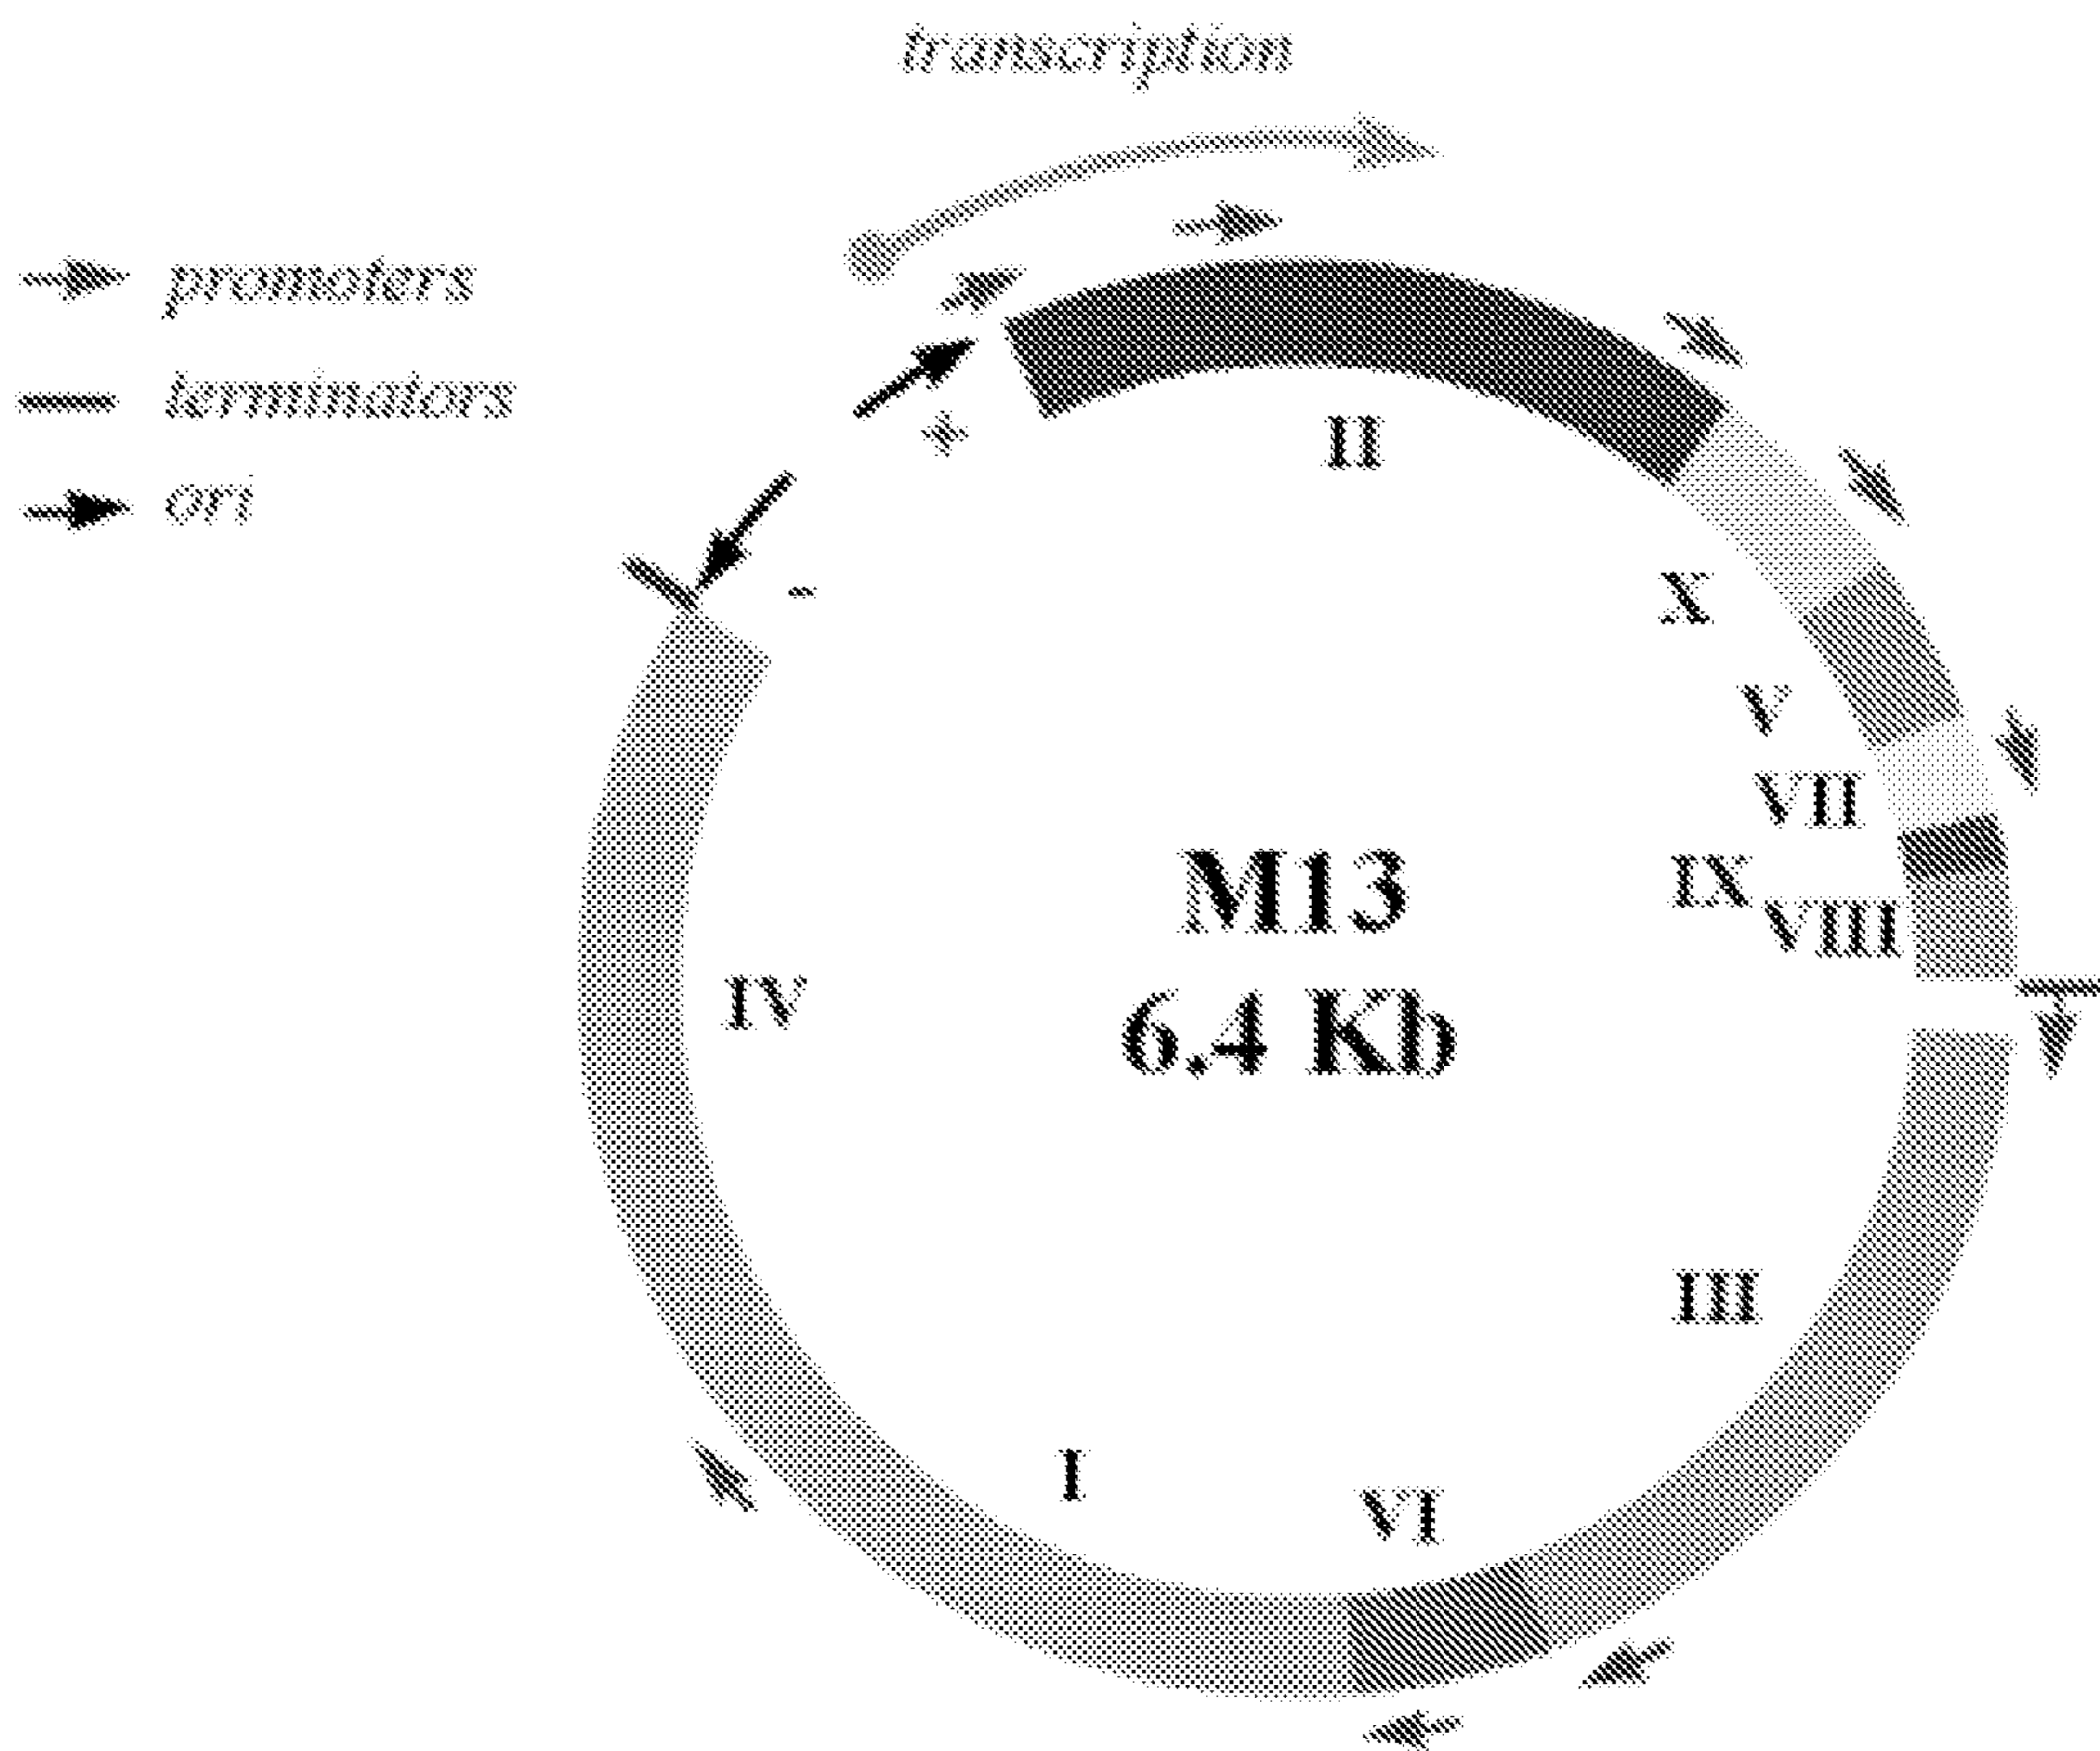 transcription
promoters
terminators
ori
+
-
II
X
V
VII
IX
VIII
M13
6.4 Kb
IV
III
I
VI